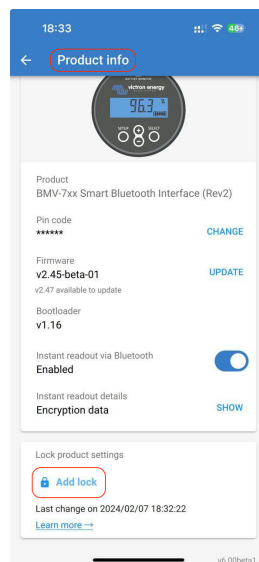 18:33
46
Product info
BATTERY MONITOR
victron energy
96.3 %
SETUP
SELECT
Product
BMV-7xx Smart Bluetooth Interface (Rev2)
Pin code
******
CHANGE
Firmware
v2.45-beta-01
UPDATE
v2.47 available to update
Bootloader
v1.16
Instant readout via Bluetooth
Enabled
Instant readout details
Encryption data
SHOW
Lock product settings
Add lock
Last change on 2024/02/07 18:32:22
Learn more →
v6.00beta1